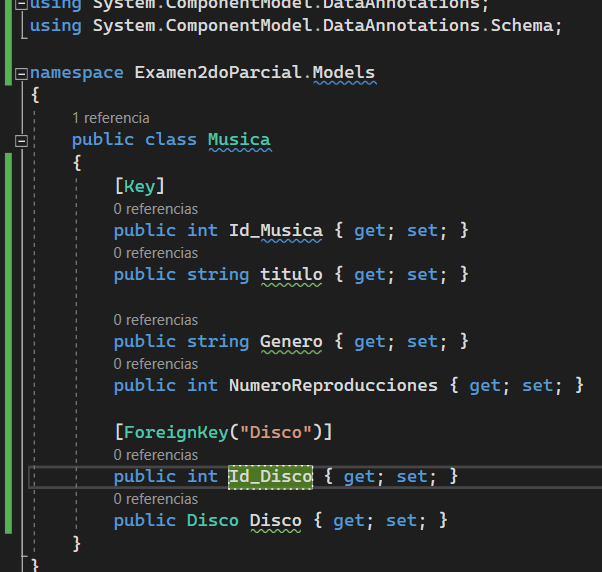 using System.ComponentModel.DataAnnotations;
using System.ComponentModel.DataAnnotations.Schema;
namespace Examen2doParcial.Models
{
1 referencia
public class Musica
{
[Key]
0 referencias
public int Id_Musica { get; set; }
0 referencias
public string titulo { get; set; }
0 referencias
public string Genero { get; set; }
0 referencias
public int NumeroReproducciones { get; set; }
[ForeignKey("Disco")]
0 referencias
public int Id_Disco { get; set; }
0 referencias
public Disco Disco { get; set; }
}
}